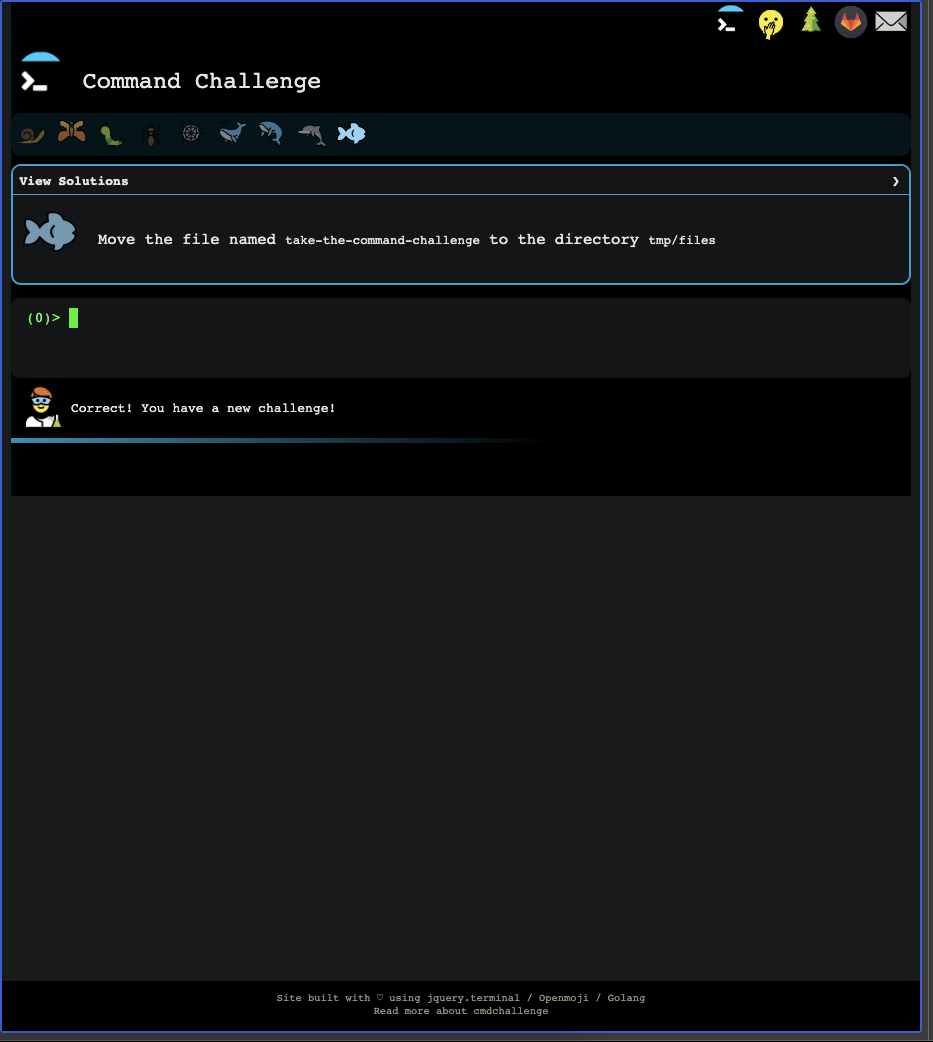 Command Challenge
View Solutions ❯
Move the file named take-the-command-challenge to the directory tmp/files
(0)>
Correct! You have a new challenge!
Site built with ♡ using jquery.terminal / Openmoji / Golang
Read more about cmdchallenge